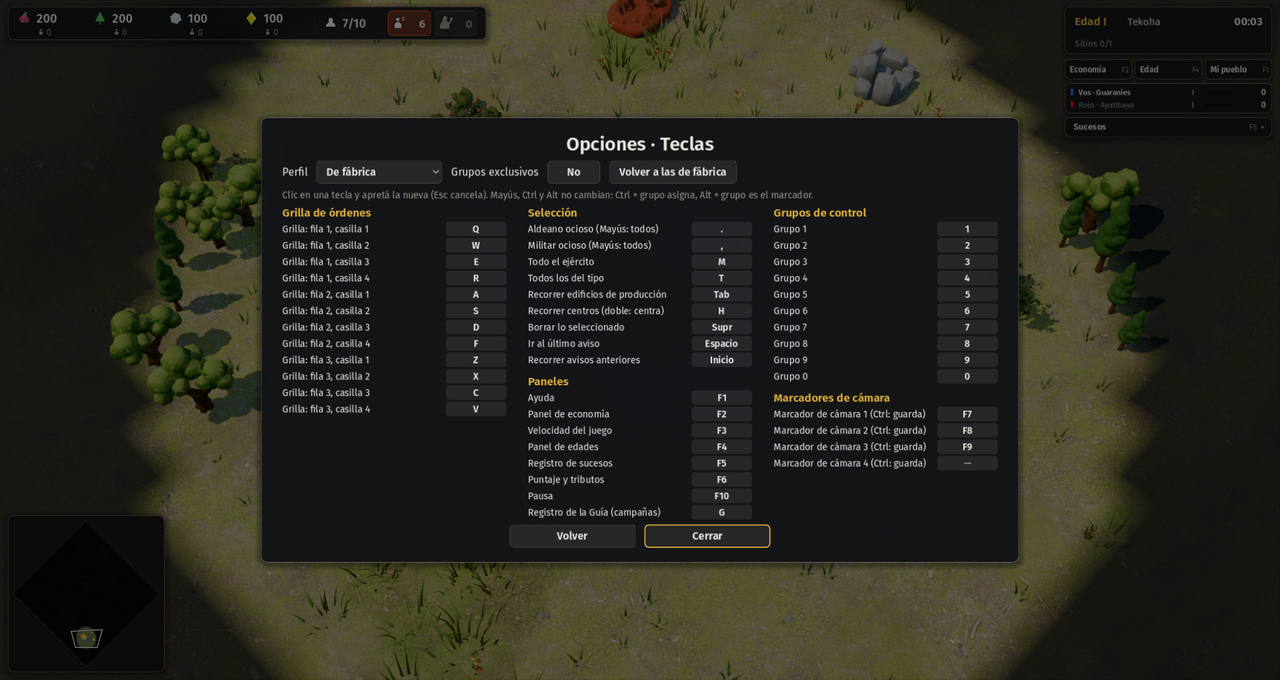 200 200 100 100 7/10 6 0
0 0 0 0
Edad I Tekoha 00:03
Sitios 0/1
Economía F2 Edad F4 Mi pueblo F1
Vos · Guaraníes I 0
Rojo · Ayutthaya I 0
Sucesos F5
Opciones · Teclas
Perfil De fábrica Grupos exclusivos No Volver a las de fábrica
Clic en una tecla y apretá la nueva (Esc cancela). Mayús, Ctrl y Alt no cambian: Ctrl + grupo asigna, Alt + grupo es el marcador.
Grilla de órdenes
Grilla: fila 1, casilla 1 Q
Grilla: fila 1, casilla 2 W
Grilla: fila 1, casilla 3 E
Grilla: fila 1, casilla 4 R
Grilla: fila 2, casilla 1 A
Grilla: fila 2, casilla 2 S
Grilla: fila 2, casilla 3 D
Grilla: fila 2, casilla 4 F
Grilla: fila 3, casilla 1 Z
Grilla: fila 3, casilla 2 X
Grilla: fila 3, casilla 3 C
Grilla: fila 3, casilla 4 V
Selección
Aldeano ocioso (Mayús: todos) .
Militar ocioso (Mayús: todos) ,
Todo el ejército M
Todos los del tipo T
Recorrer edificios de producción Tab
Recorrer centros (doble: centra) H
Borrar lo seleccionado Supr
Ir al último aviso Espacio
Recorrer avisos anteriores Inicio
Paneles
Ayuda F1
Panel de economía F2
Velocidad del juego F3
Panel de edades F4
Registro de sucesos F5
Puntaje y tributos F6
Pausa F10
Registro de la Guía (campañas) G
Grupos de control
Grupo 1 1
Grupo 2 2
Grupo 3 3
Grupo 4 4
Grupo 5 5
Grupo 6 6
Grupo 7 7
Grupo 8 8
Grupo 9 9
Grupo 0 0
Marcadores de cámara
Marcador de cámara 1 (Ctrl: guarda) F7
Marcador de cámara 2 (Ctrl: guarda) F8
Marcador de cámara 3 (Ctrl: guarda) F9
Marcador de cámara 4 (Ctrl: guarda) —
Volver Cerrar